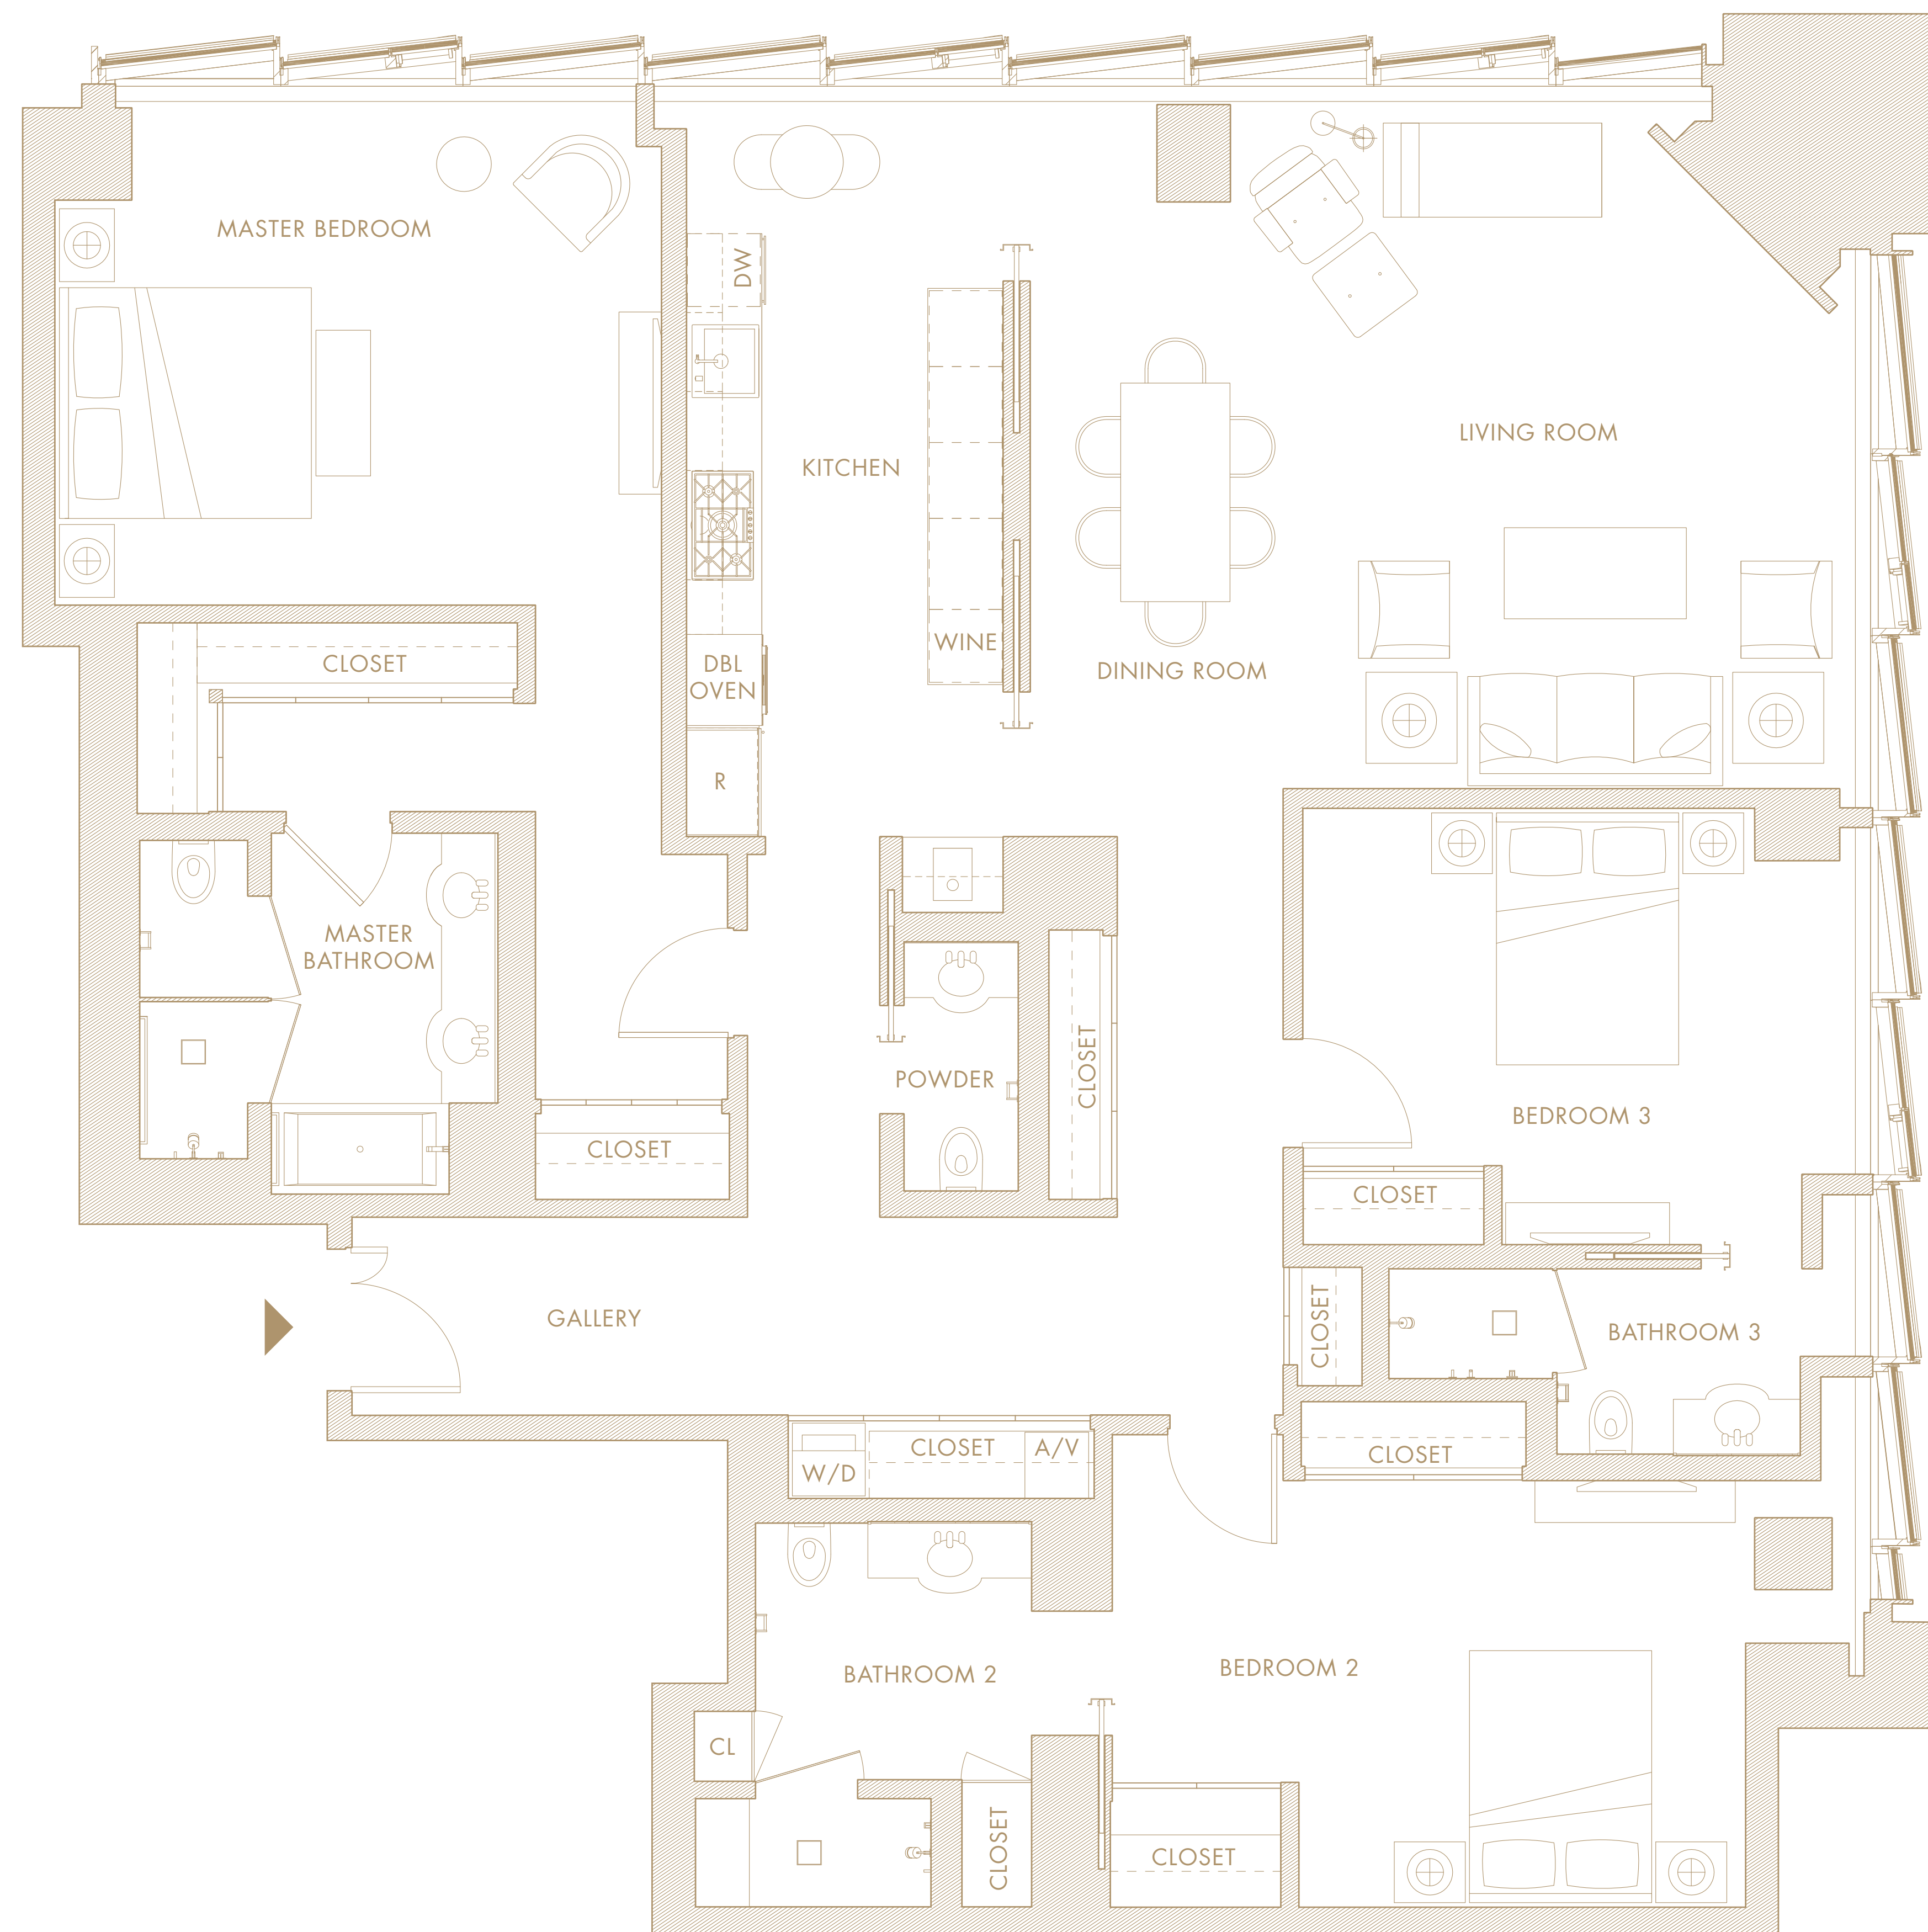 MASTER BEDROOM
DW
LIVING ROOM
KITCHEN
WINE
DINING ROOM
CLOSET
DBL
OVEN
R
MASTER
BATHROOM
POWDER
CLOSET
CLOSET
BEDROOM 3
CLOSET
GALLERY
CLOSET
BATHROOM 3
W/D
CLOSET
A/V
CLOSET
BATHROOM 2
BEDROOM 2
CL
CLOSET
CLOSET